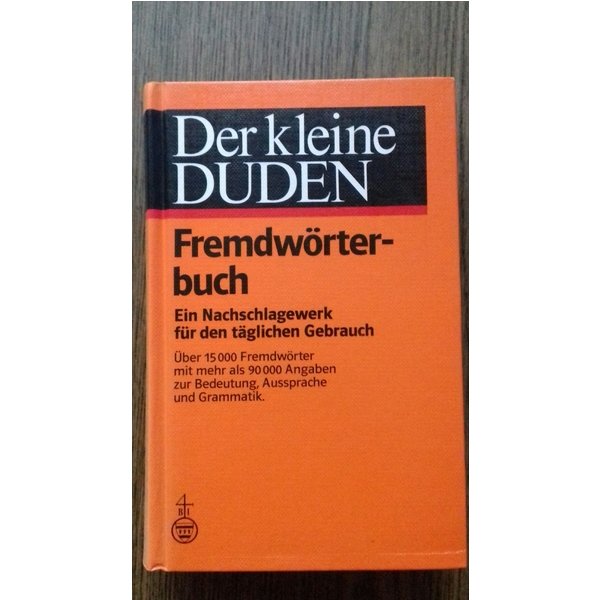 Der kleine
DUDEN
Fremdwörter-
buch
Ein Nachschlagewerk
für den täglichen Gebrauch
Über 15 000 Fremdwörter
mit mehr als 90 000 Angaben
zur Bedeutung, Aussprache
und Grammatik.
B I